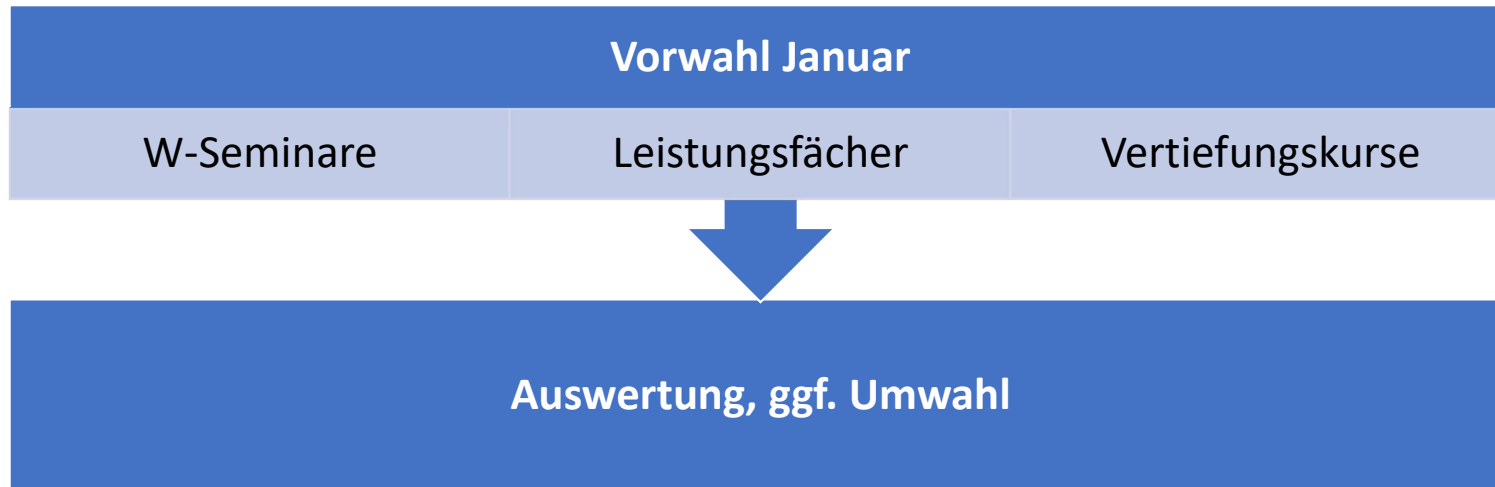 Vorwahl Januar
W-Seminare Leistungsfächer Vertiefungskurse
Auswertung, ggf. Umwahl